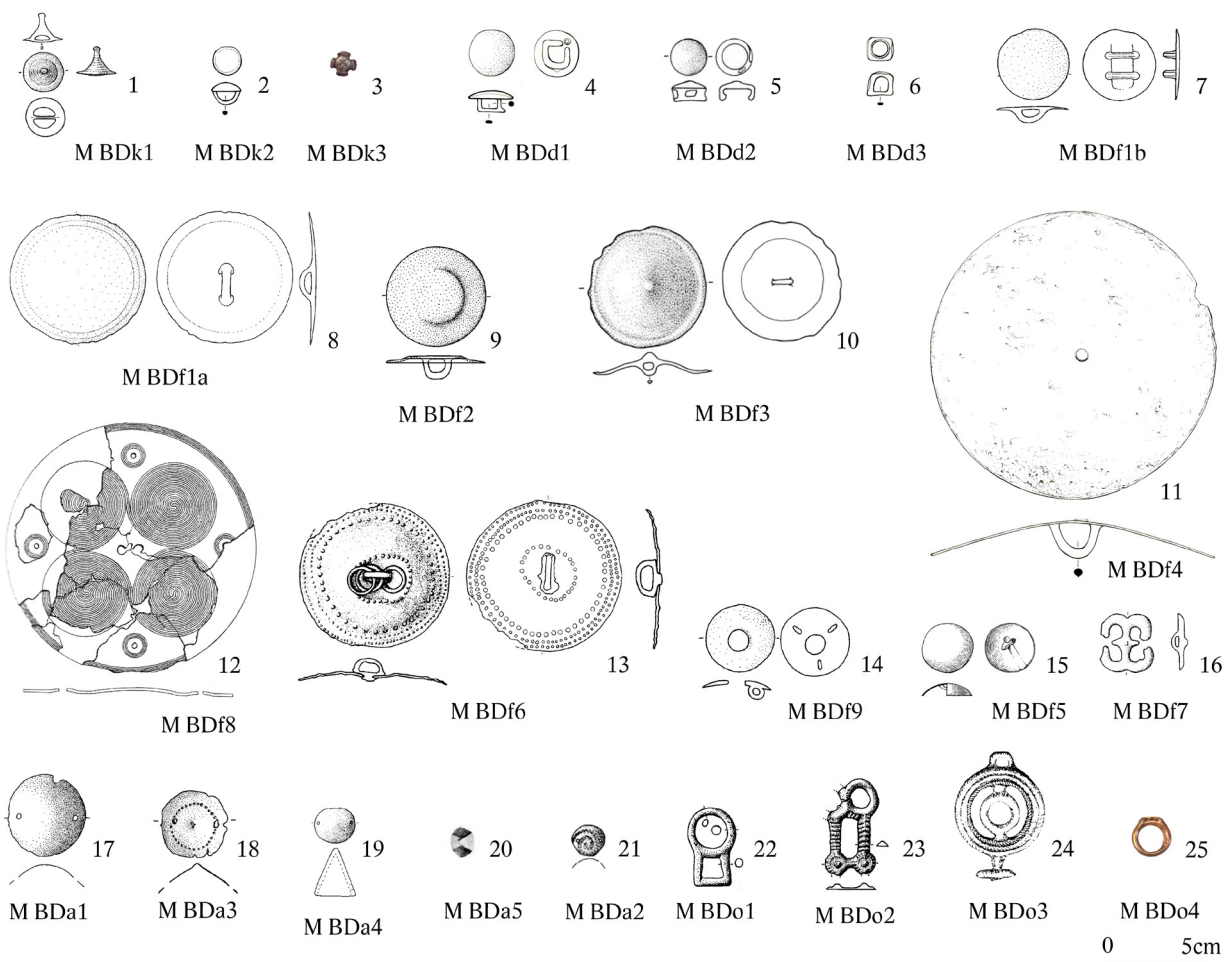 1 2 3 4 5 6 7
M BDk1 M BDk2 M BDk3 M BDd1 M BDd2 M BDd3 M BDf1b
8 9 10 11
M BDf1a M BDf2 M BDf3
M BDf4
12 13 14 15 16
M BDf8 M BDf6 M BDf9 M BDf5 M BDf7
17 18 19 20 21 22 23 24 25
M BDa1 M BDa3 M BDa4 M BDa5 M BDa2 M BDo1 M BDo2 M BDo3 M BDo4
0 5cm